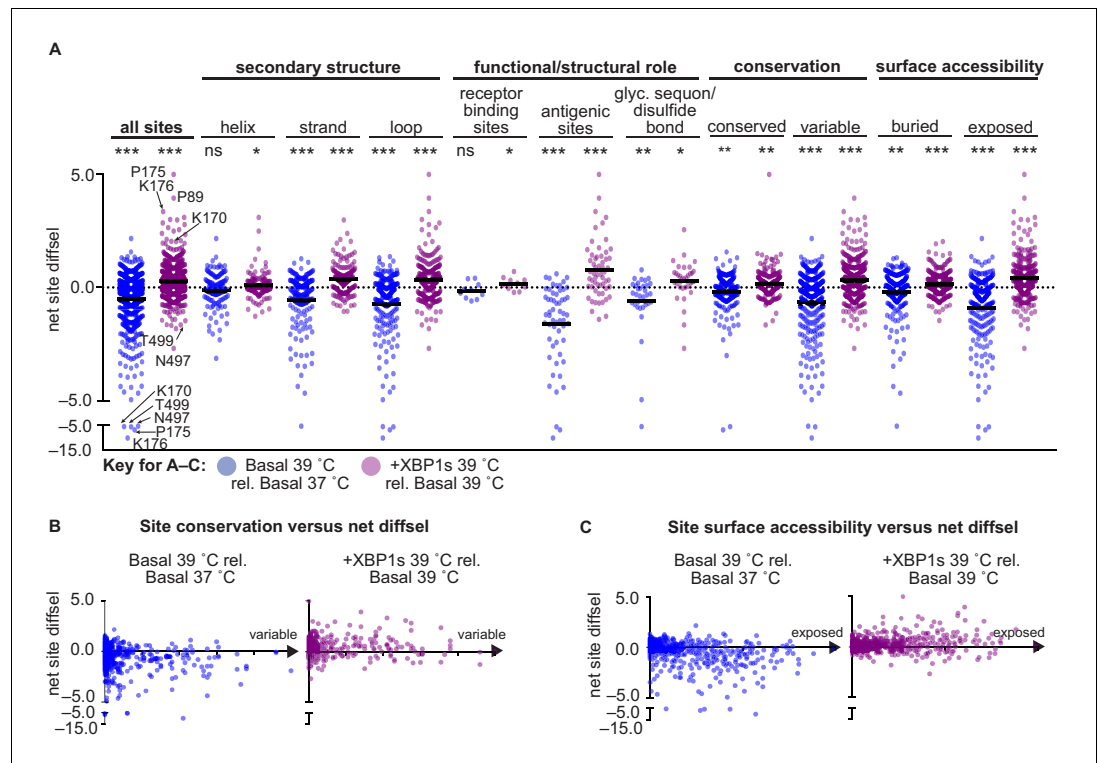 A
secondary structure
functional/structural role
conservation
surface accessibility
all sites
helix
strand
loop
receptor
binding
sites
antigenic
sites
glyc. sequon/
disulfide
bond
conserved
variable
buried
exposed
*** *** ns * *** *** *** *** ns * *** *** ** * ** ** *** *** ** *** *** ***
net site diffsel
5.0
0.0
–5.0
–5.0
–15.0
P175
K176
P89
K170
T499
N497
K170
T499
N497
P175
K176
Key for A–C:
Basal 39 ˚C
rel. Basal 37 ˚C
+XBP1s 39 ˚C
rel. Basal 39 ˚C
B
Site conservation versus net diffsel
Basal 39 ˚C rel.
Basal 37 ˚C
+XBP1s 39 ˚C rel.
Basal 39 ˚C
net site diffsel
5.0
0.0
–5.0
–5.0
–15.0
variable
variable
C
Site surface accessibility versus net diffsel
Basal 39 ˚C rel.
Basal 37 ˚C
+XBP1s 39 ˚C rel.
Basal 39 ˚C
net site diffsel
5.0
0.0
–5.0
–5.0
–15.0
exposed
exposed